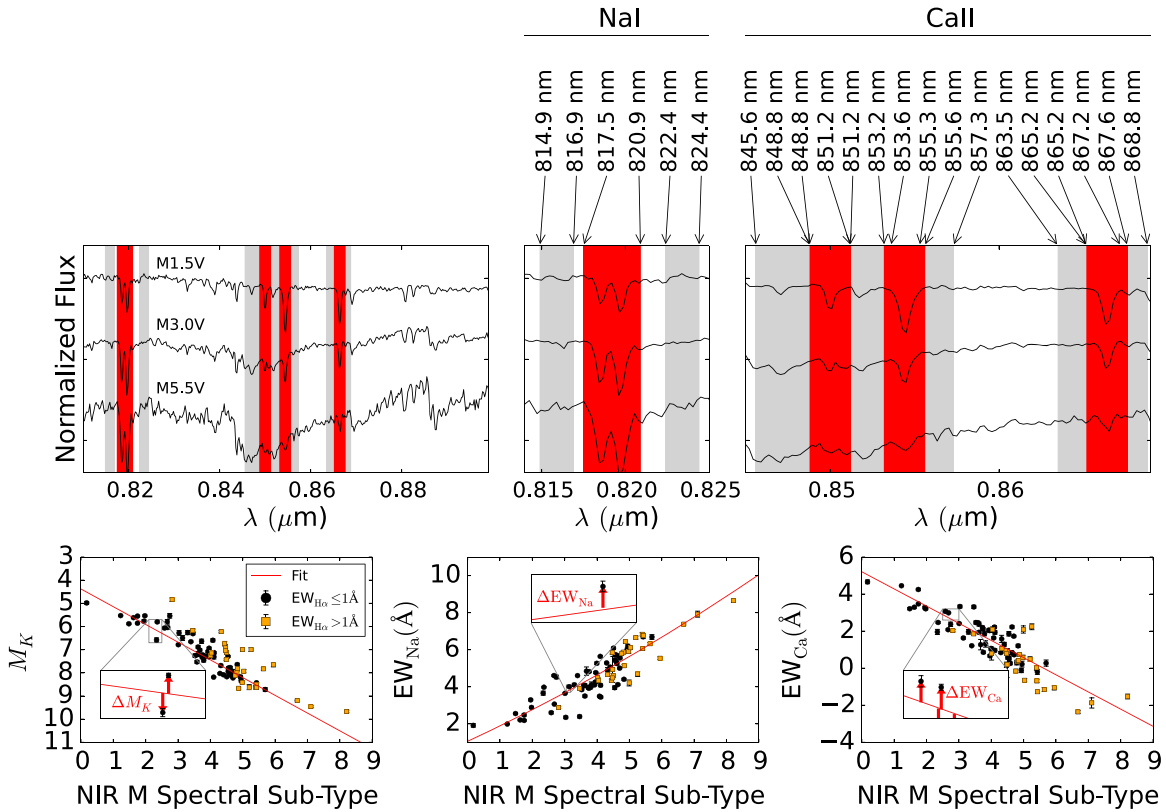 NaI
CaII
814.9 nm
816.9 nm
817.5 nm
820.9 nm
822.4 nm
824.4 nm
845.6 nm
848.8 nm
848.8 nm
851.2 nm
851.2 nm
853.2 nm
853.6 nm
855.3 nm
855.6 nm
857.3 nm
863.5 nm
865.2 nm
865.2 nm
867.2 nm
867.6 nm
868.8 nm
Normalized Flux
M1.5V
M3.0V
M5.5V
0.82 0.84 0.86 0.88
λ (μm)
0.815 0.820 0.825
λ (μm)
0.85 0.86
λ (μm)
M_K
3
4
5
6
7
8
9
10
11
Fit
EW_Hα ≤1Å
EW_Hα >1Å
ΔM_K
0 1 2 3 4 5 6 7 8 9
NIR M Spectral Sub-Type
EW_Na(Å)
10
8
6
4
2
ΔEW_Na
0 1 2 3 4 5 6 7 8 9
NIR M Spectral Sub-Type
EW_Ca(Å)
6
4
2
0
−2
−4
ΔEW_Ca
0 1 2 3 4 5 6 7 8 9
NIR M Spectral Sub-Type